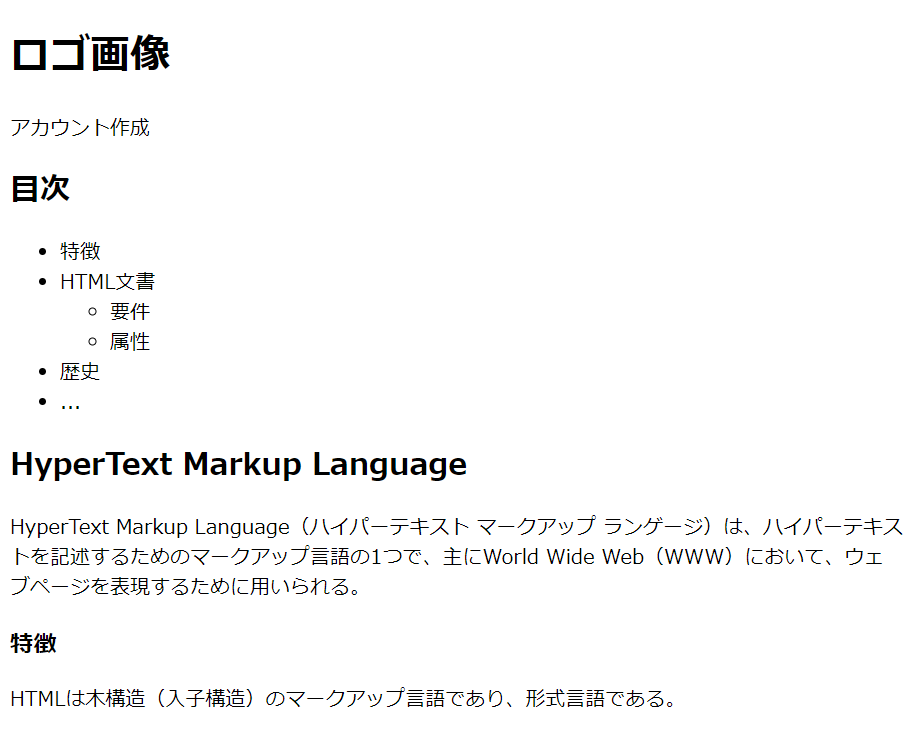 ロゴ画像
アカウント作成
目次
特徴
HTML文書
要件
属性
歴史
...
HyperText Markup Language
HyperText Markup Language（ハイパーテキスト マークアップ ランゲージ）は、ハイパーテキス
トを記述するためのマークアップ言語の1つで、主にWorld Wide Web（WWW）において、ウェ
ブページを表現するために用いられる。
特徴
HTMLは木構造（入子構造）のマークアップ言語であり、形式言語である。